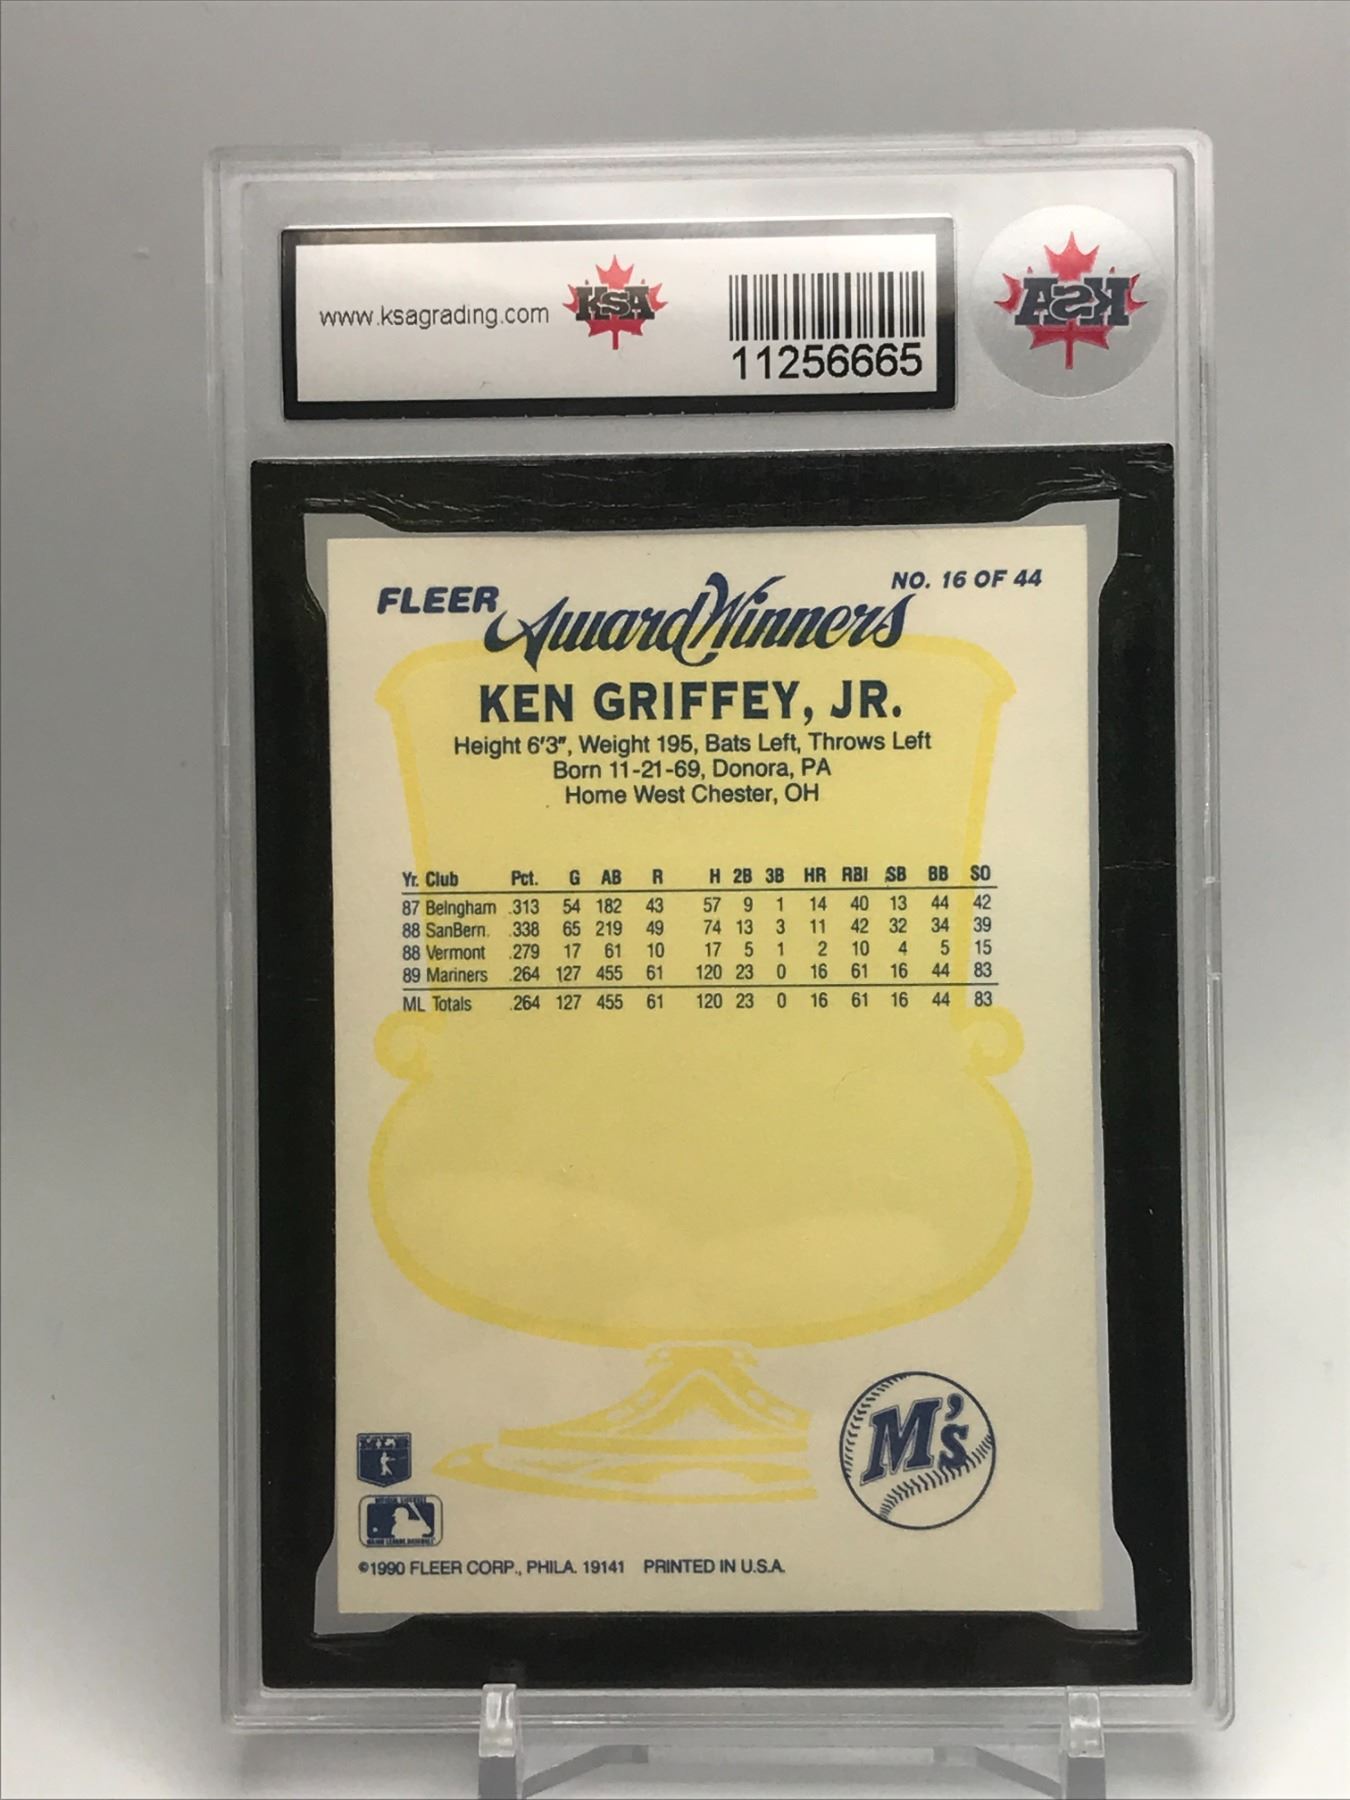 www.ksagrading.com
KSA
11256665
KSA
FLEER Award Winners
NO. 16 OF 44
KEN GRIFFEY, JR.
Height 6'3", Weight 195, Bats Left, Throws Left
Born 11-21-69, Donora, PA
Home West Chester, OH
Yr. Club Pct. G AB R H 2B 3B HR RBI SB BB SO
87 Belngham .313 54 182 43 57 9 1 14 40 13 44 42
88 SanBern. .338 65 219 49 74 13 3 11 42 32 34 39
88 Vermont .279 17 61 10 17 5 1 2 10 4 5 15
89 Mariners .264 127 455 61 120 23 0 16 61 16 44 83
ML Totals .264 127 455 61 120 23 0 16 61 16 44 83
M's
©1990 FLEER CORP., PHILA. 19141 PRINTED IN U.S.A.